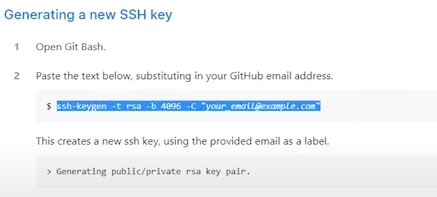 Generating a new SSH key
1 Open Git Bash.
2 Paste the text below, substituting in your GitHub email address.
$ ssh-keygen -t rsa -b 4096 -C "your_email@example.com"
This creates a new ssh key, using the provided email as a label.
> Generating public/private rsa key pair.